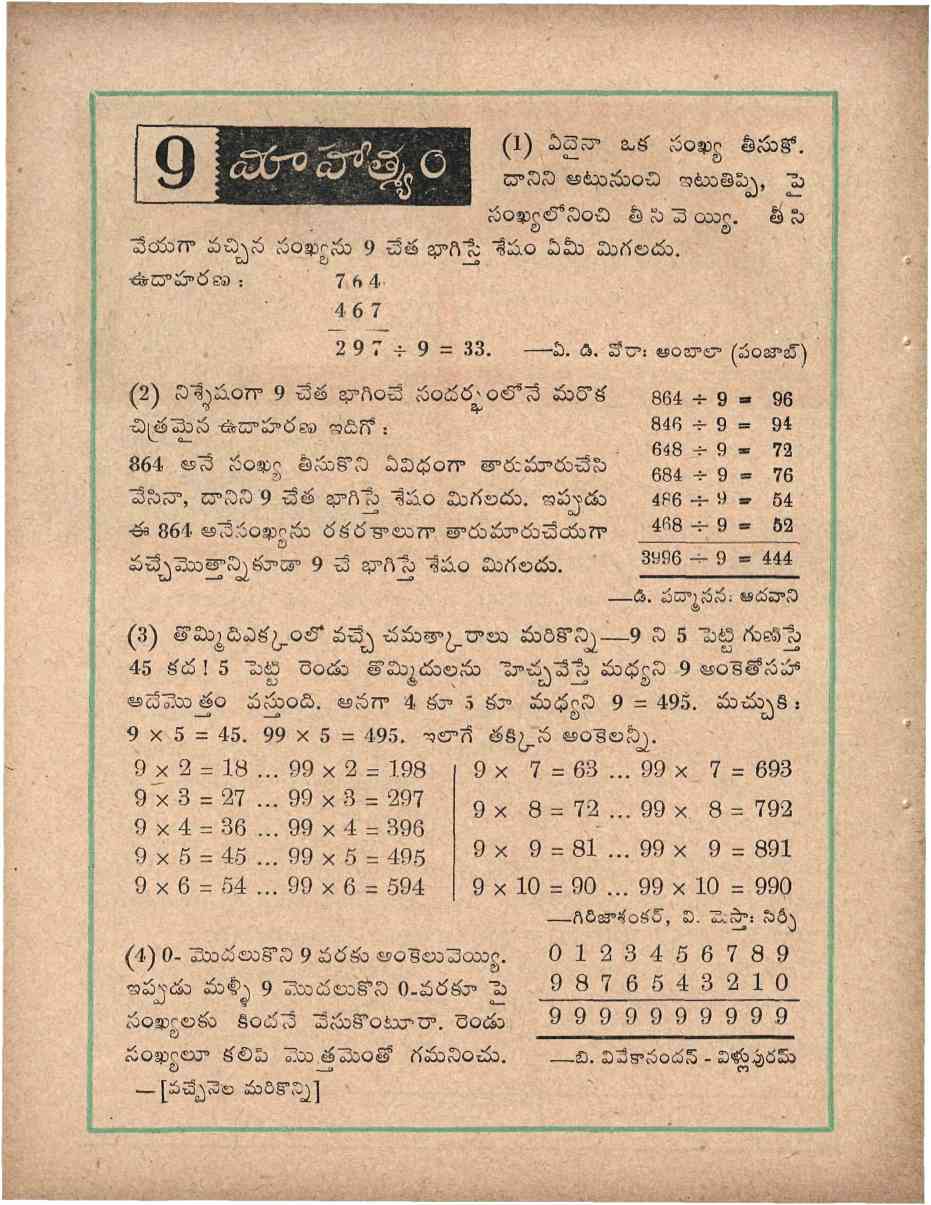 9 మాహాత్మ్యం
(1) ఏదైనా ఒక సంఖ్య తీసుకో.
దానిని అటునుంచి ఇటుతిప్పి, పై
సంఖ్యలోనించి తీసివెయ్యి. తీసి
వేయగా వచ్చిన సంఖ్యను 9 చేత భాగిస్తే శేషం ఏమీ మిగలదు.
ఉదాహరణ : 764
467
297 ÷ 9 = 33. —ఏ. డి. వోరా: అంబాలా (పంజాబ్)
(2) నిశ్శేషంగా 9 చేత భాగించే సందర్భంలోనే మరొక
చిత్రమైన ఉదాహరణ ఇదిగో :
864 అనే సంఖ్య తీసుకొని ఏవిధంగా తారుమారుచేసి
వేసినా, దానిని 9 చేత భాగిస్తే శేషం మిగలదు. ఇప్పుడు
ఈ 864 అనేసంఖ్యను రకరకాలుగా తారుమారుచేయగా
వచ్చేమొత్తాన్నికూడా 9 చే భాగిస్తే శేషం మిగలదు.
864 ÷ 9 = 96
846 ÷ 9 = 94
648 ÷ 9 = 72
684 ÷ 9 = 76
486 ÷ 9 = 54
468 ÷ 9 = 52
3996 ÷ 9 = 444
—డి. పద్మాసన: ఆదవాని
(3) తొమ్మిదిఎక్కంలో వచ్చే చమత్కారాలు మరికొన్ని—9 ని 5 పెట్టి గుణిస్తే
45 కద! 5 పెట్టి రెండు తొమ్మిదులను హెచ్చవేస్తే మధ్యని 9 అంకెతోసహా
అదేమొత్తం వస్తుంది. అనగా 4 కూ 5 కూ మధ్యని 9 = 495. మచ్చుకి :
9 × 5 = 45. 99 × 5 = 495. ఇలాగే తక్కిన అంకెలన్నీ.
9 × 2 = 18 ... 99 × 2 = 198
9 × 3 = 27 ... 99 × 3 = 297
9 × 4 = 36 ... 99 × 4 = 396
9 × 5 = 45 ... 99 × 5 = 495
9 × 6 = 54 ... 99 × 6 = 594
9 × 7 = 63 ... 99 × 7 = 693
9 × 8 = 72 ... 99 × 8 = 792
9 × 9 = 81 ... 99 × 9 = 891
9 × 10 = 90 ... 99 × 10 = 990
—గిరిజాశంకర్, వి. మెస్తా: సిర్సీ
(4) 0- మొదలుకొని 9 వరకు అంకెలువెయ్యి.
ఇప్పుడు మళ్ళీ 9 మొదలుకొని 0-వరకూ పై
సంఖ్యలకు కిందనే వేసుకొంటూరా. రెండు
సంఖ్యలూ కలిపి మొత్తమెంతో గమనించు.
0 1 2 3 4 5 6 7 8 9
9 8 7 6 5 4 3 2 1 0
9 9 9 9 9 9 9 9 9 9
—బి. వివేకానందన్ - విళ్లుపురమ్
— [వచ్చేనెల మరికొన్ని]